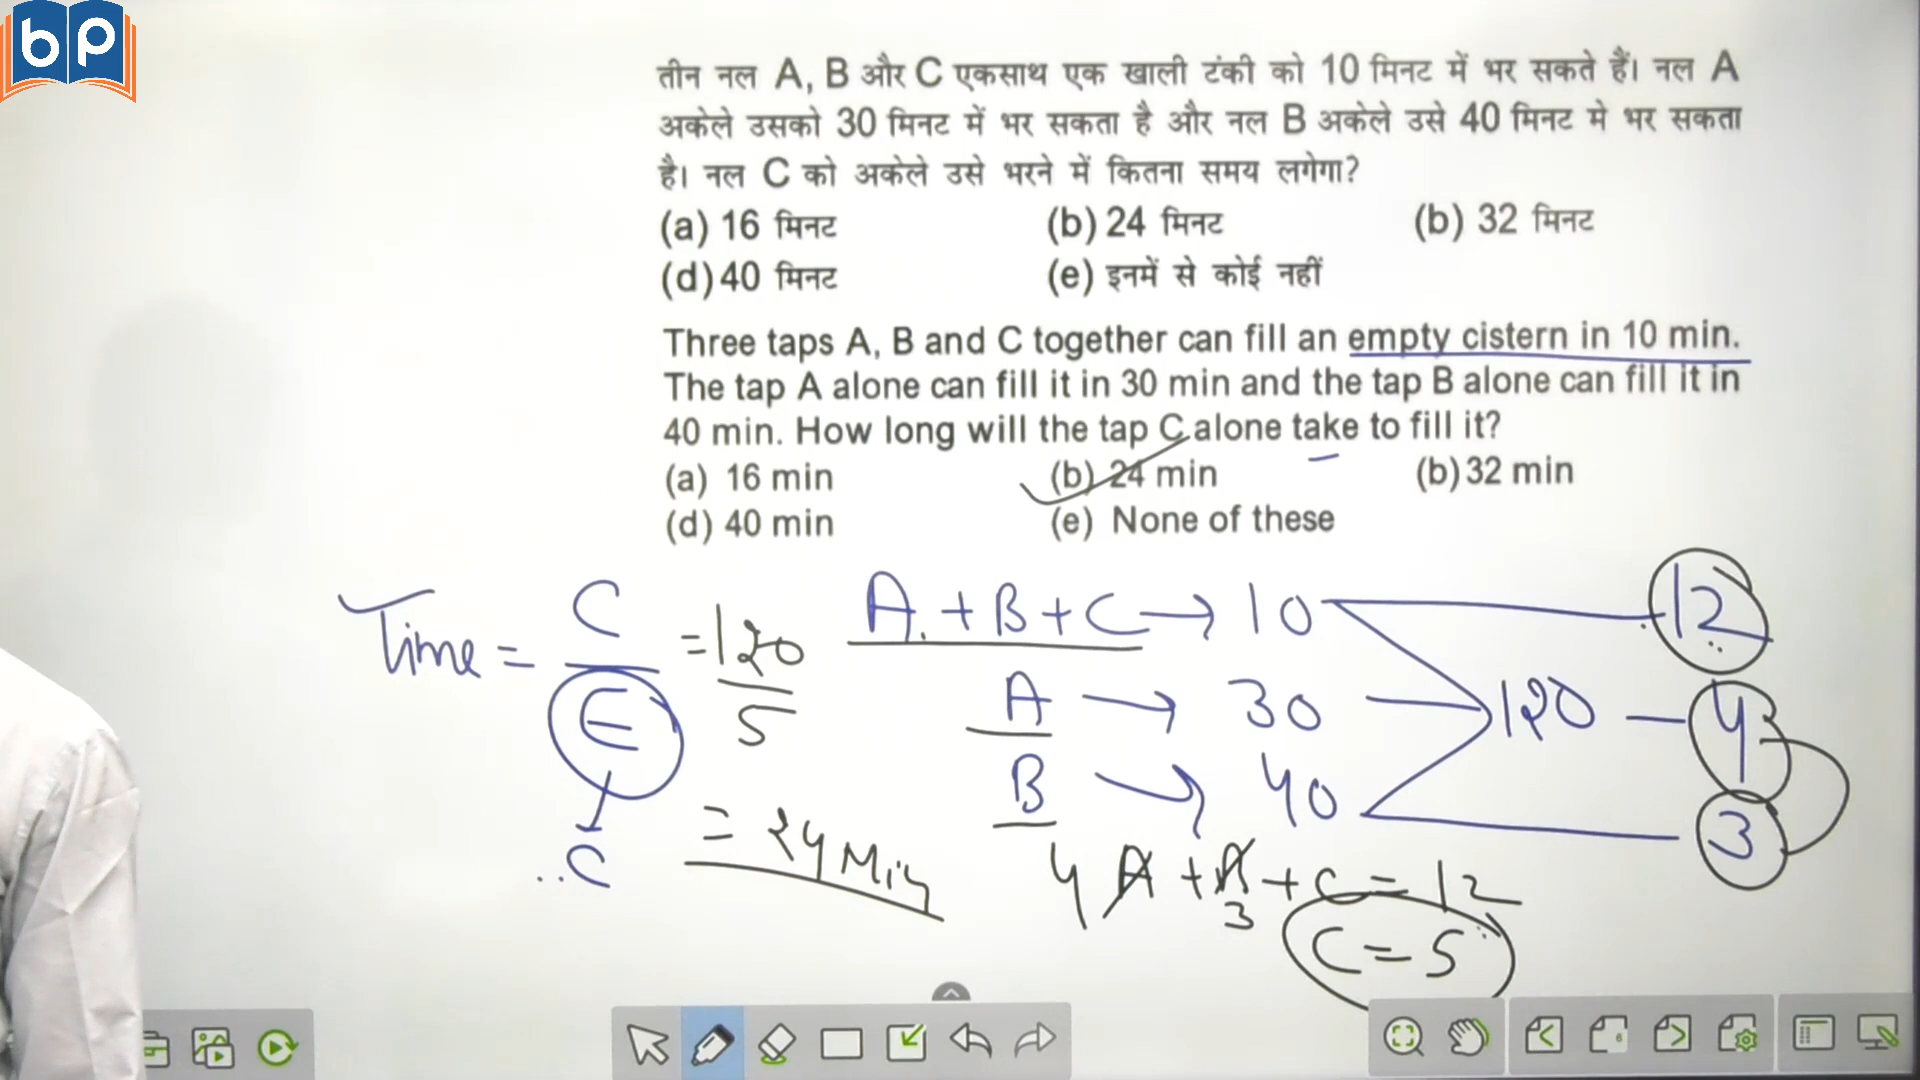 bp
तीन नल A, B और C एकसाथ एक खाली टंकी को 10 मिनट में भर सकते हैं। नल A
अकेले उसको 30 मिनट में भर सकता है और नल B अकेले उसे 40 मिनट मे भर सकता
है। नल C को अकेले उसे भरने में कितना समय लगेगा?
(a) 16 मिनट (b) 24 मिनट (b) 32 मिनट
(d) 40 मिनट (e) इनमें से कोई नहीं
Three taps A, B and C together can fill an empty cistern in 10 min.
The tap A alone can fill it in 30 min and the tap B alone can fill it in
40 min. How long will the tap C alone take to fill it?
(a) 16 min (b) 24 min (b) 32 min
(d) 40 min (e) None of these
Time = C/E = 120/5
C
= 24 Min
A + B + C → 10
A → 30
B → 40
120
12
4
3
4 A + B 3 + C = 12
C = 5
6